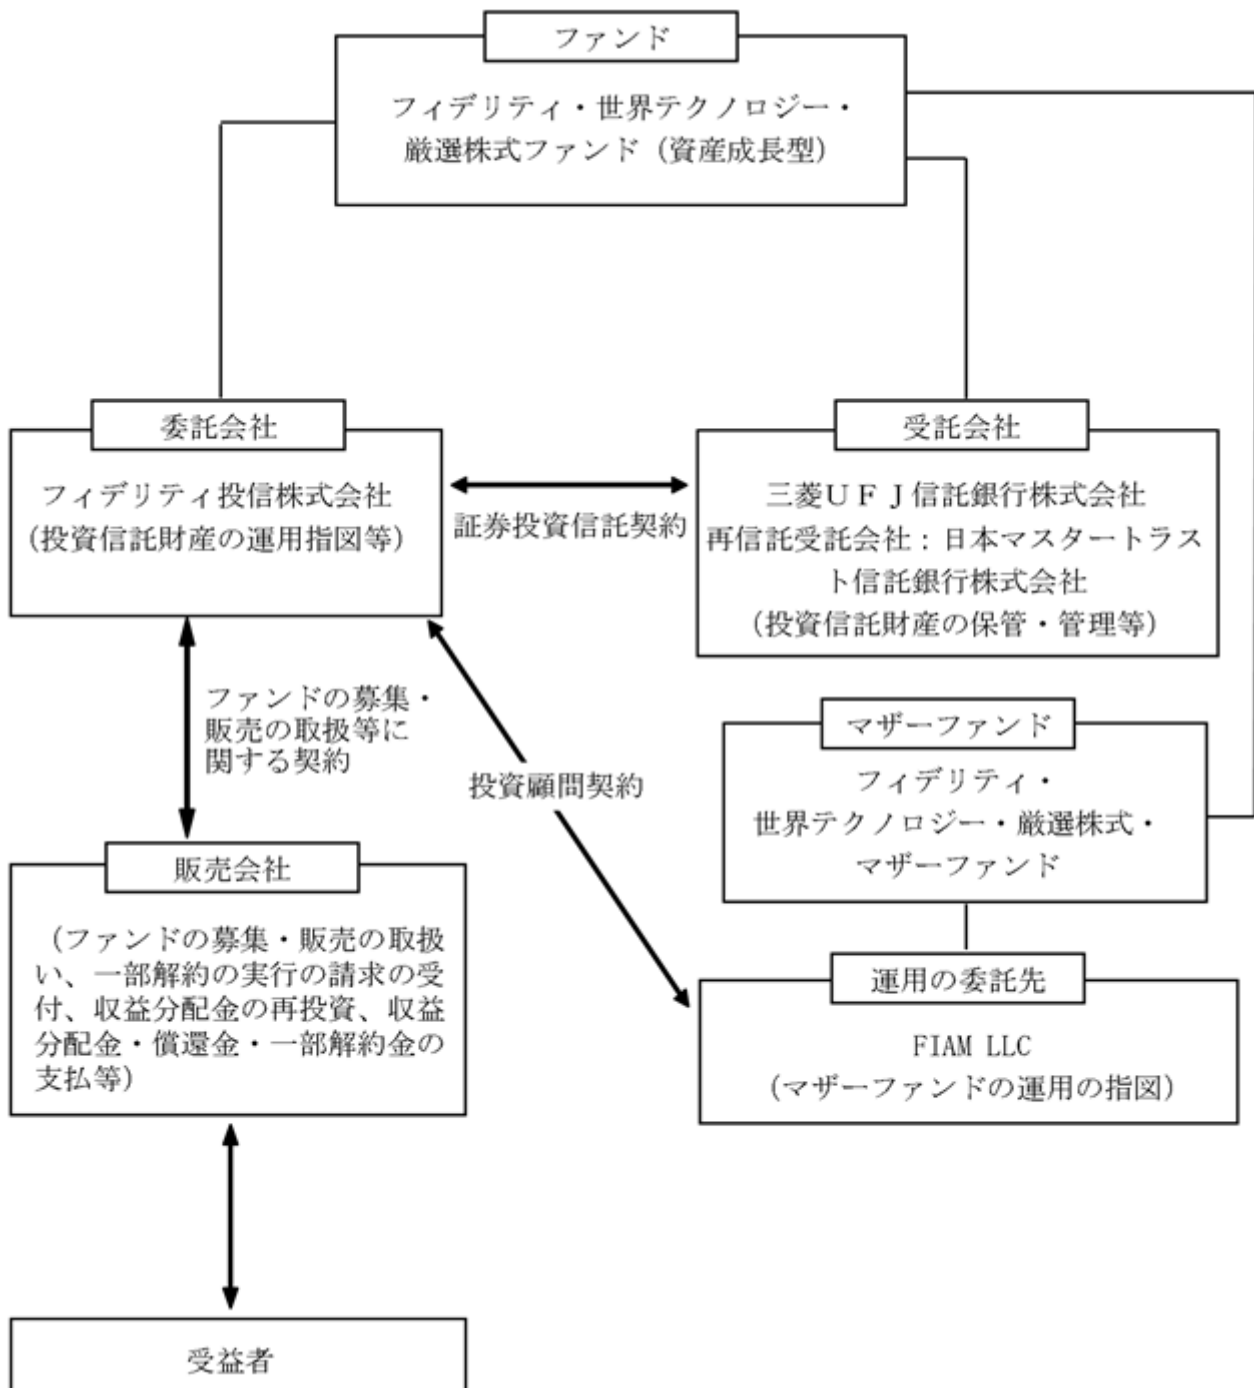 ファンド
フィデリティ・世界テクノロジー・
厳選株式ファンド（資産成長型）
委託会社
フィデリティ投信株式会社
（投資信託財産の運用指図等）
証券投資信託契約
受託会社
三菱ＵＦＪ信託銀行株式会社
再信託受託会社：日本マスタートラス
ト信託銀行株式会社
（投資信託財産の保管・管理等）
ファンドの募集・
販売の取扱等に
関する契約
投資顧問契約
マザーファンド
フィデリティ・
世界テクノロジー・厳選株式・
マザーファンド
販売会社
（ファンドの募集・販売の取扱
い、一部解約の実行の請求の受
付、収益分配金の再投資、収益
分配金・償還金・一部解約金の
支払等）
運用の委託先
FIAM LLC
（マザーファンドの運用の指図）
受益者